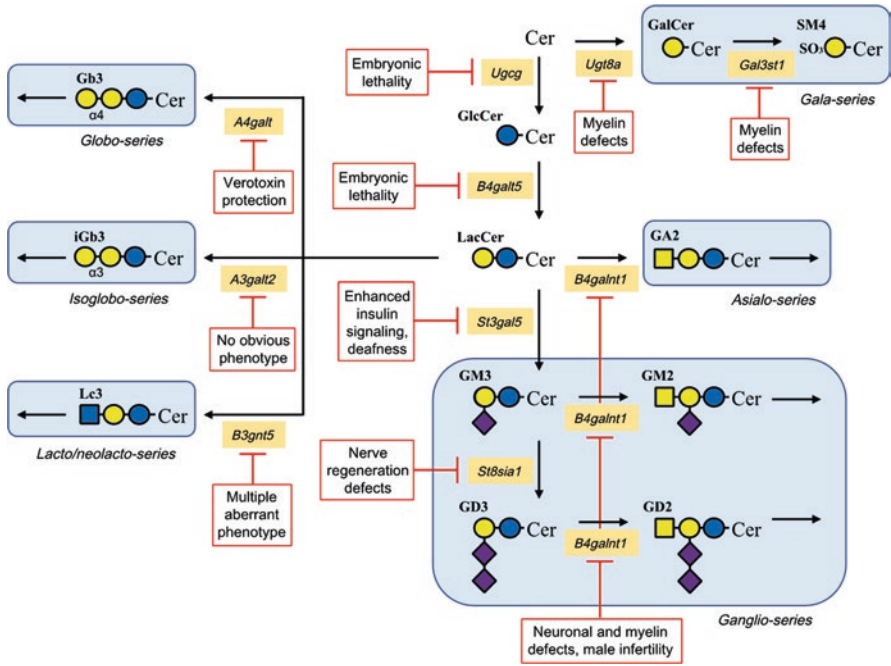 Cer
GalCer
SM4
Cer
SO₃
Cer
Ugt8a
Gal3st1
Gala-series
Embryonic
lethality
Ugcg
Myelin
defects
Myelin
defects
GlcCer
Cer
Gb3
Cer
α4
Globo-series
A4galt
Verotoxin
protection
Embryonic
lethality
B4galt5
iGb3
Cer
α3
Isoglobo-series
A3galt2
No obvious
phenotype
LacCer
Cer
B4galnt1
GA2
Cer
Asialo-series
Enhanced
insulin
signaling,
deafness
St3gal5
Lc3
Cer
Lacto/neolacto-series
B3gnt5
Multiple
aberrant
phenotype
GM3
Cer
B4galnt1
GM2
Cer
Nerve
regeneration
defects
St8sia1
GD3
Cer
B4galnt1
GD2
Cer
Ganglio-series
Neuronal and myelin
defects, male infertility